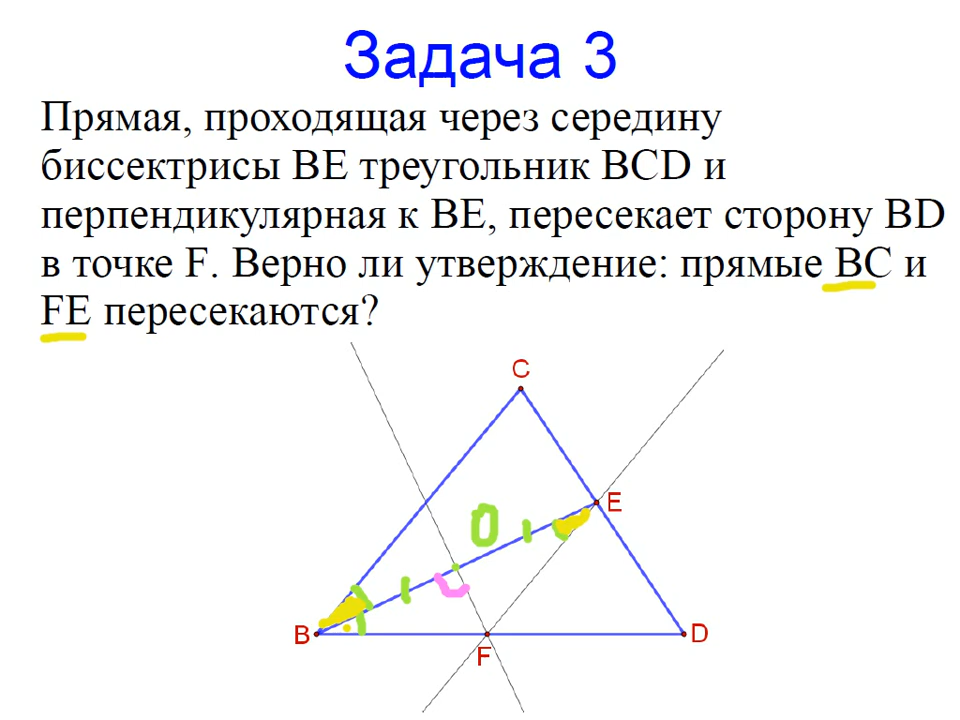 Задача 3
Прямая, проходящая через середину
биссектрисы BE треугольник BCD и
перпендикулярная к BE, пересекает сторону BD
в точке F. Верно ли утверждение: прямые BC и
FE пересекаются?
C
E
O
B
F
D